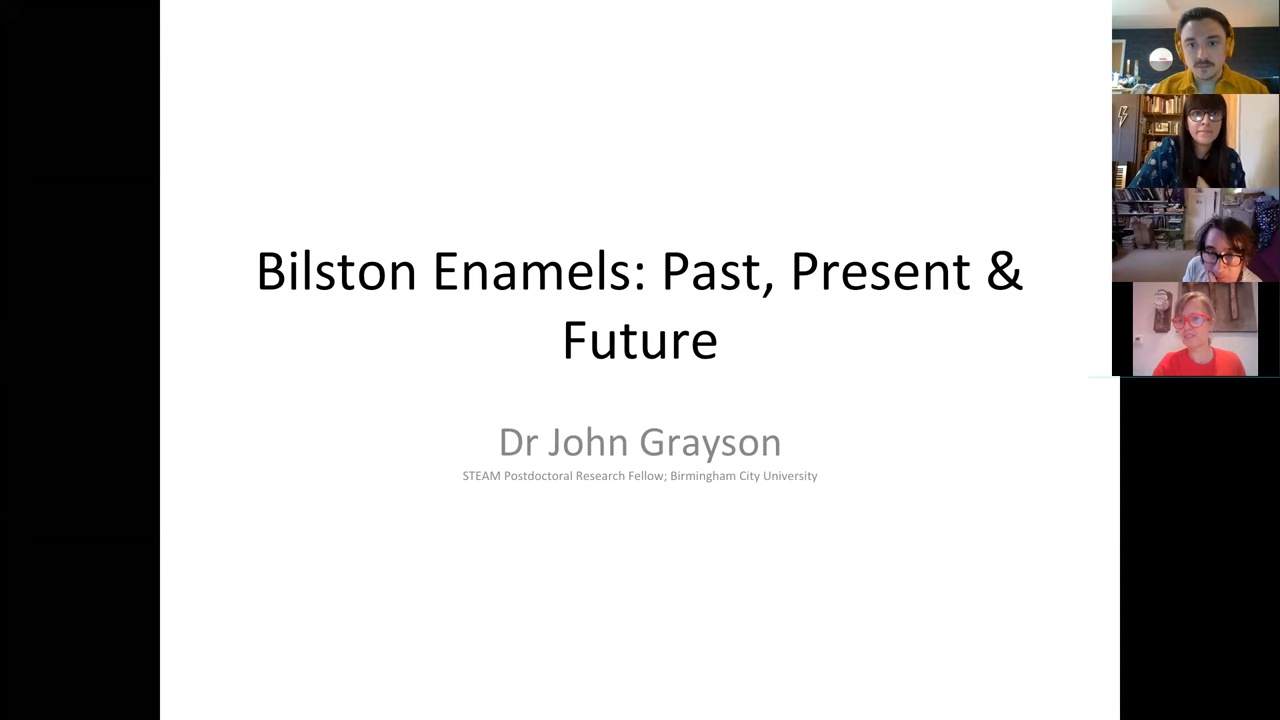 Bilston Enamels: Past, Present &
Future
Dr John Grayson
STEAM Postdoctoral Research Fellow; Birmingham City University